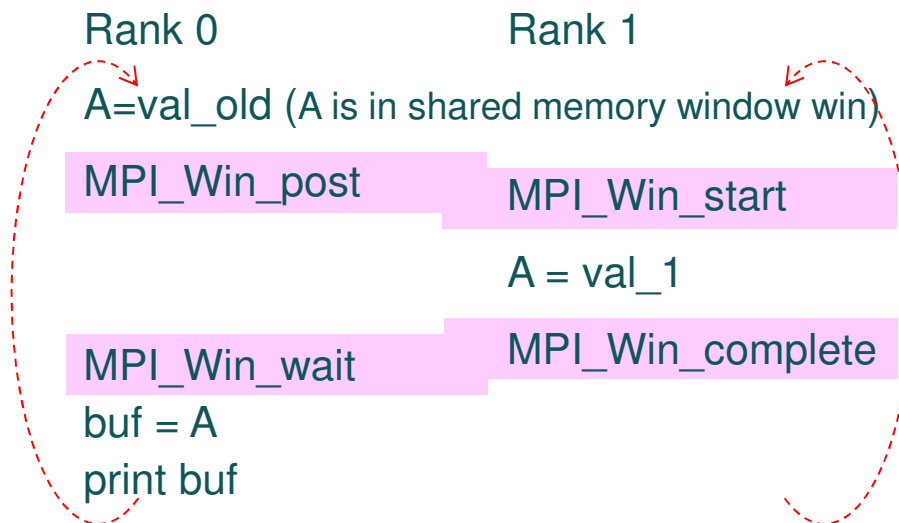 Rank 0 Rank 1
A=val_old (A is in shared memory window win)
MPI_Win_post MPI_Win_start
A = val_1
MPI_Win_wait MPI_Win_complete
buf = A
print buf